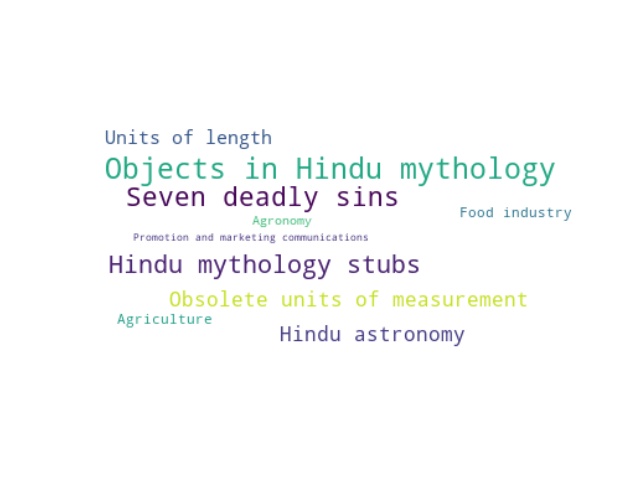 Units of length
Objects in Hindu mythology
Seven deadly sins
Food industry
Agronomy
Promotion and marketing communications
Hindu mythology stubs
Obsolete units of measurement
Agriculture
Hindu astronomy